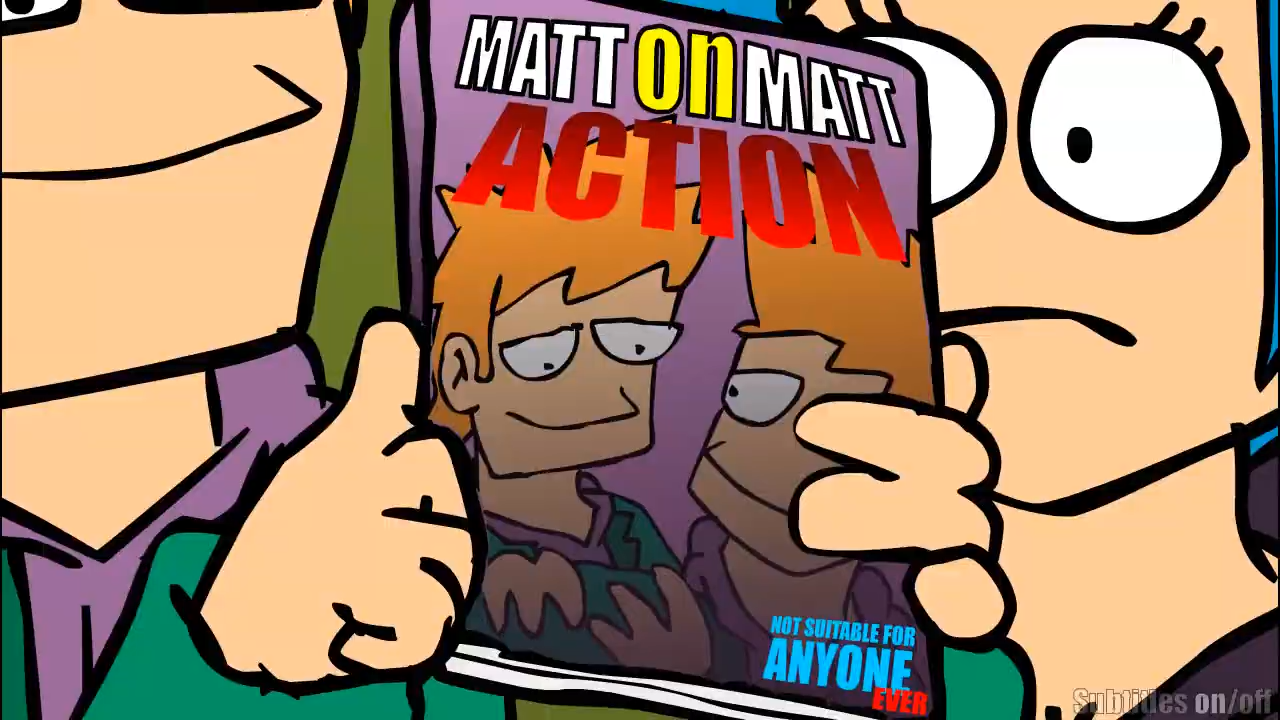 MATT on MATT
ACTION
NOT SUITABLE FOR
ANYONE
EVER
Subtitles on/off